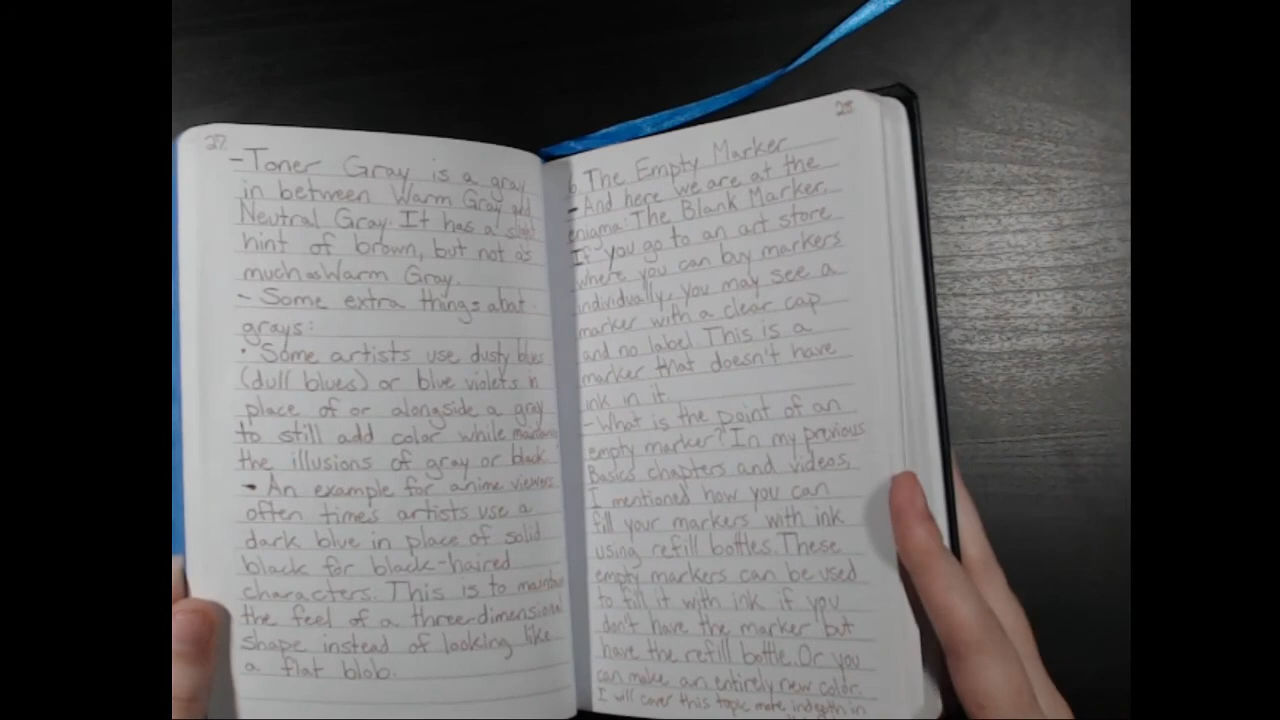 27
- Toner Gray is a gray
in between Warm Gray and
Neutral Gray. It has a slight
hint of brown, but not as
much as Warm Gray.
- Some extra things about
grays:
• Some artists use dusty blues
(dull blues) or blue violets in
place of or alongside a gray
to still add color while
the illusions of gray or black.
- An example for anime viewers
often times artists use a
dark blue in place of solid
black for black-haired
characters. This is to maintain
the feel of a three-dimensional
shape instead of looking like
a flat blob.
28
6 The Empty Marker
- And here we are at the
enigma: The Blank Marker.
If you go to an art store
where you can buy markers
individually, you may see a
marker with a clear cap
and no label. This is a
marker that doesn't have
ink in it.
- What is the point of an
empty marker? In my previous
Basics chapters and videos,
I mentioned how you can
fill your markers with ink
using refill bottles. These
empty markers can be used
to fill it with ink if you
don't have the marker but
have the refill bottle. Or you
can make an entirely new color.
I will cover this topic more indepth in